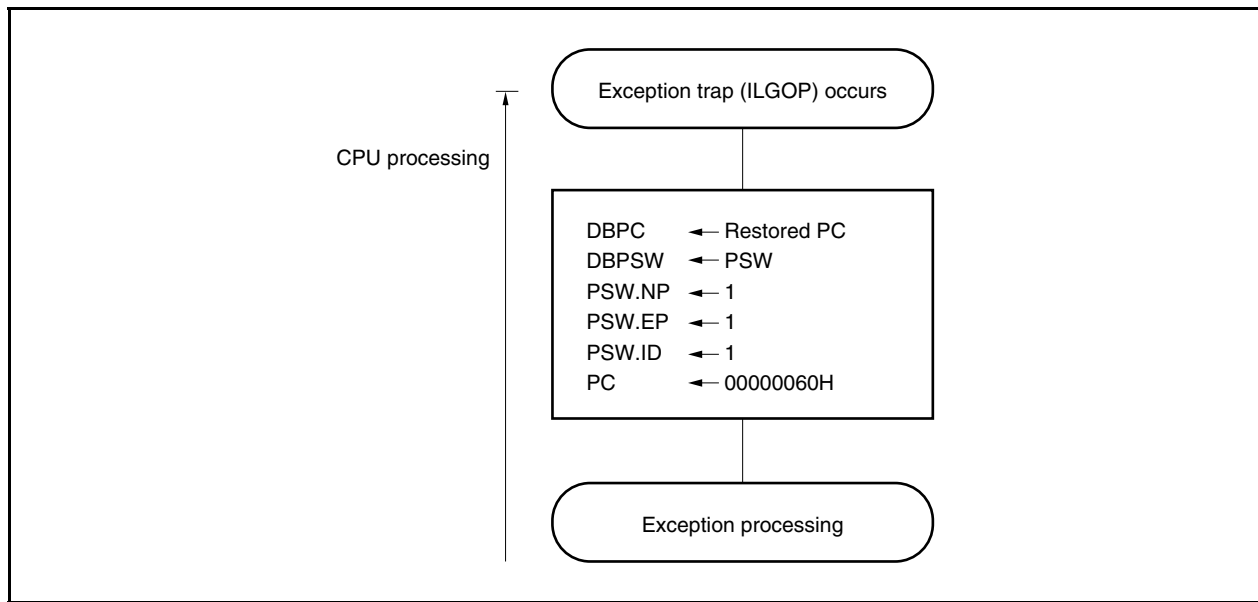 Exception trap (ILGOP) occurs
CPU processing
DBPC ← Restored PC
DBPSW ← PSW
PSW.NP ← 1
PSW.EP ← 1
PSW.ID ← 1
PC ← 00000060H
Exception processing